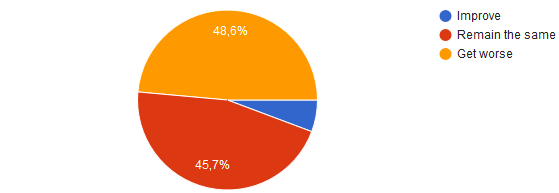 48,6%
45,7%
Improve
Remain the same
Get worse